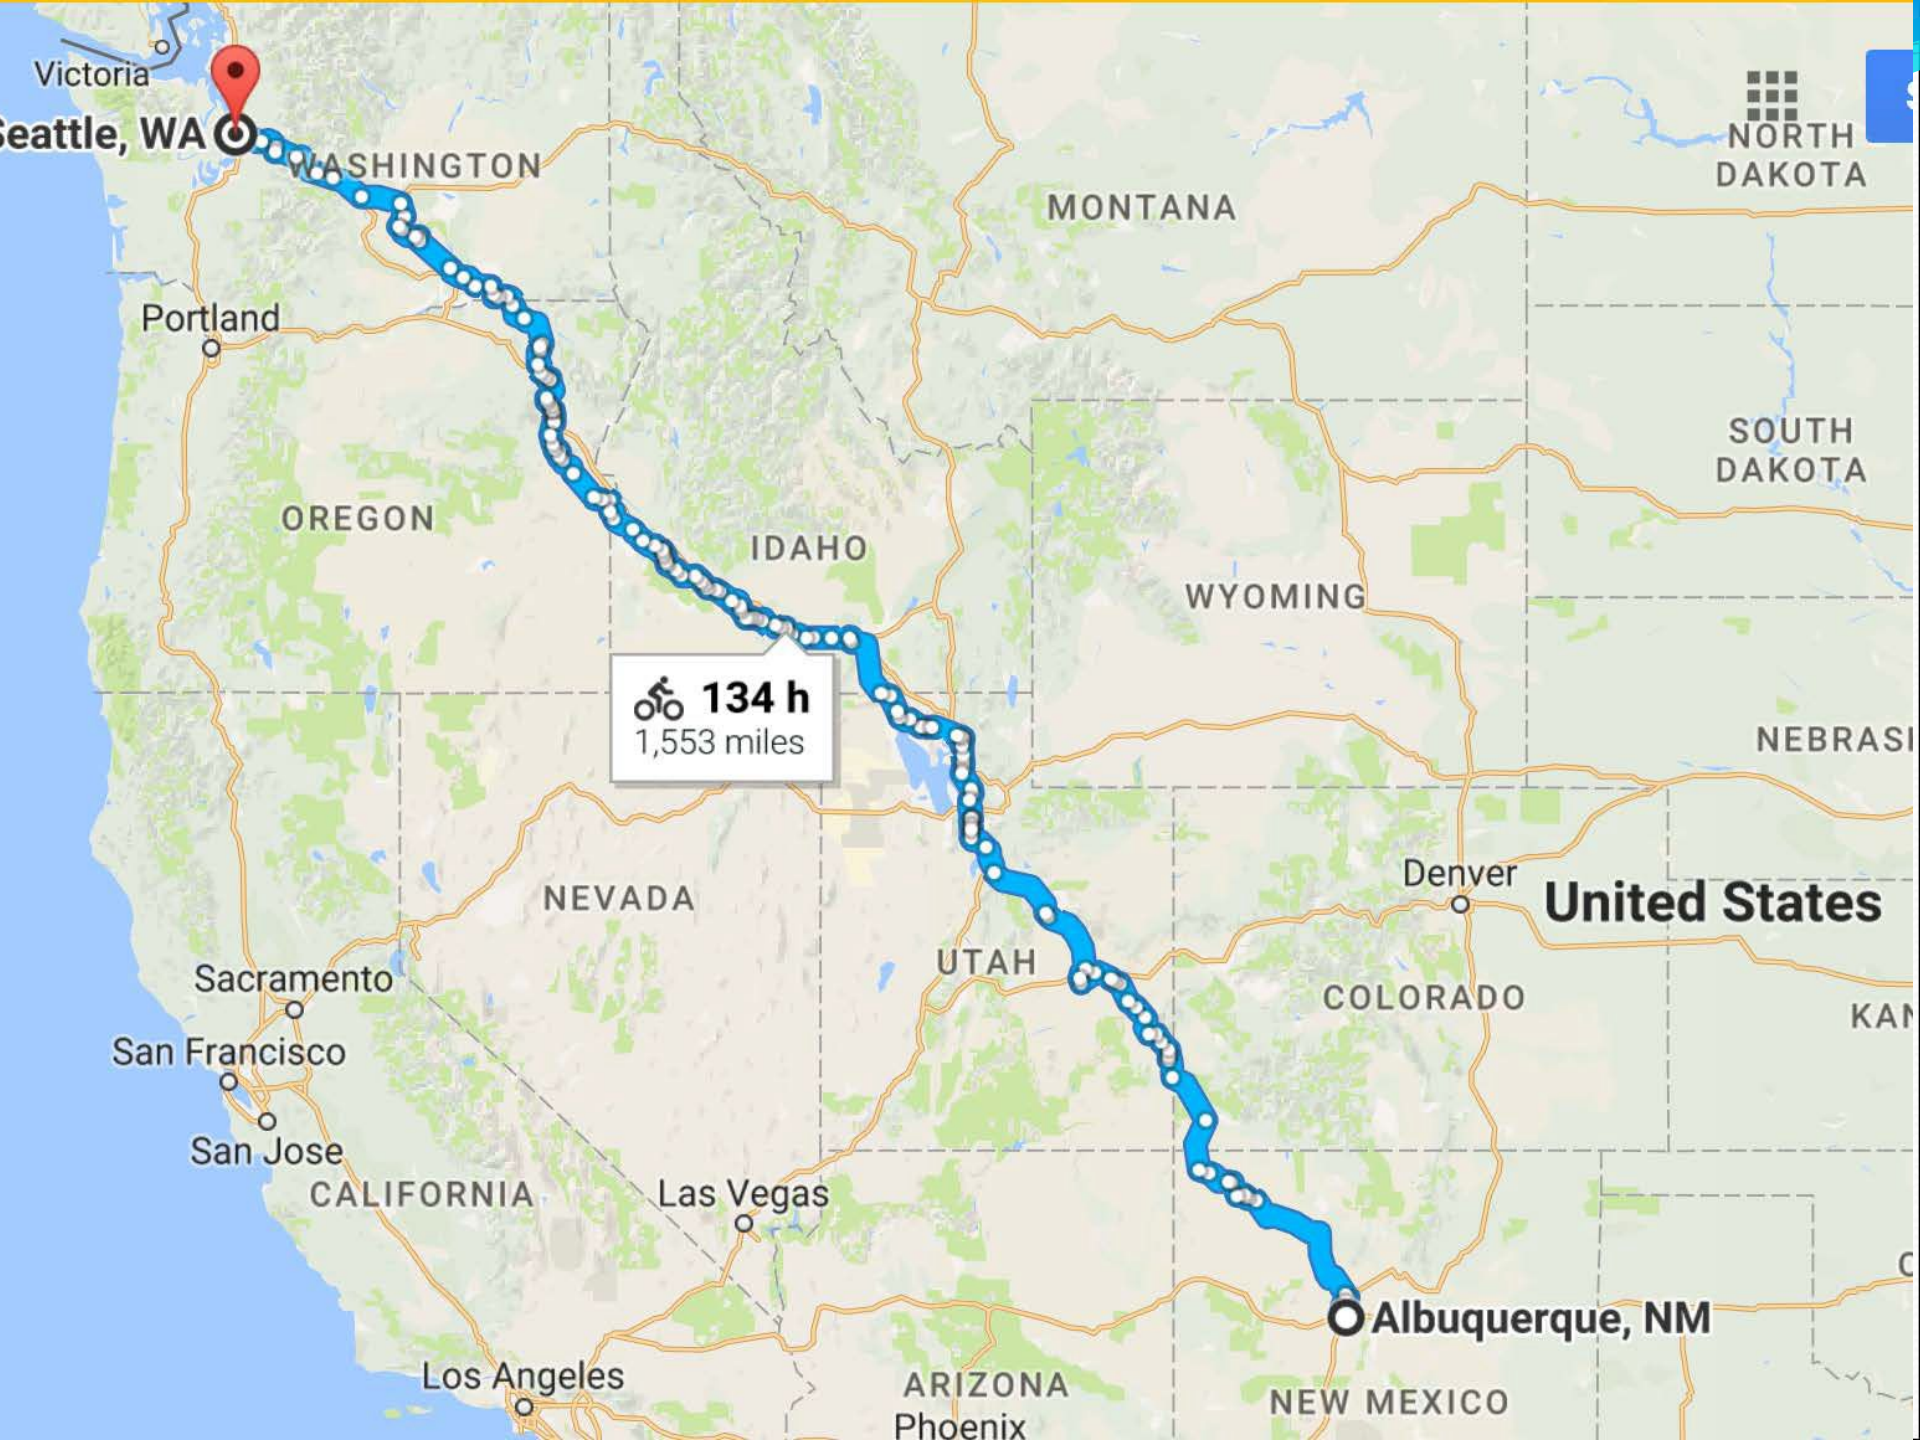 Victoria
Seattle, WA
WASHINGTON
NORTH
DAKOTA
MONTANA
Portland
SOUTH
DAKOTA
OREGON
IDAHO
WYOMING
134 h
1,553 miles
NEBRAS
Denver
United States
NEVADA
UTAH
Sacramento
COLORADO
KAN
San Francisco
San Jose
CALIFORNIA
Las Vegas
Albuquerque, NM
Los Angeles
ARIZONA
NEW MEXICO
Phoenix